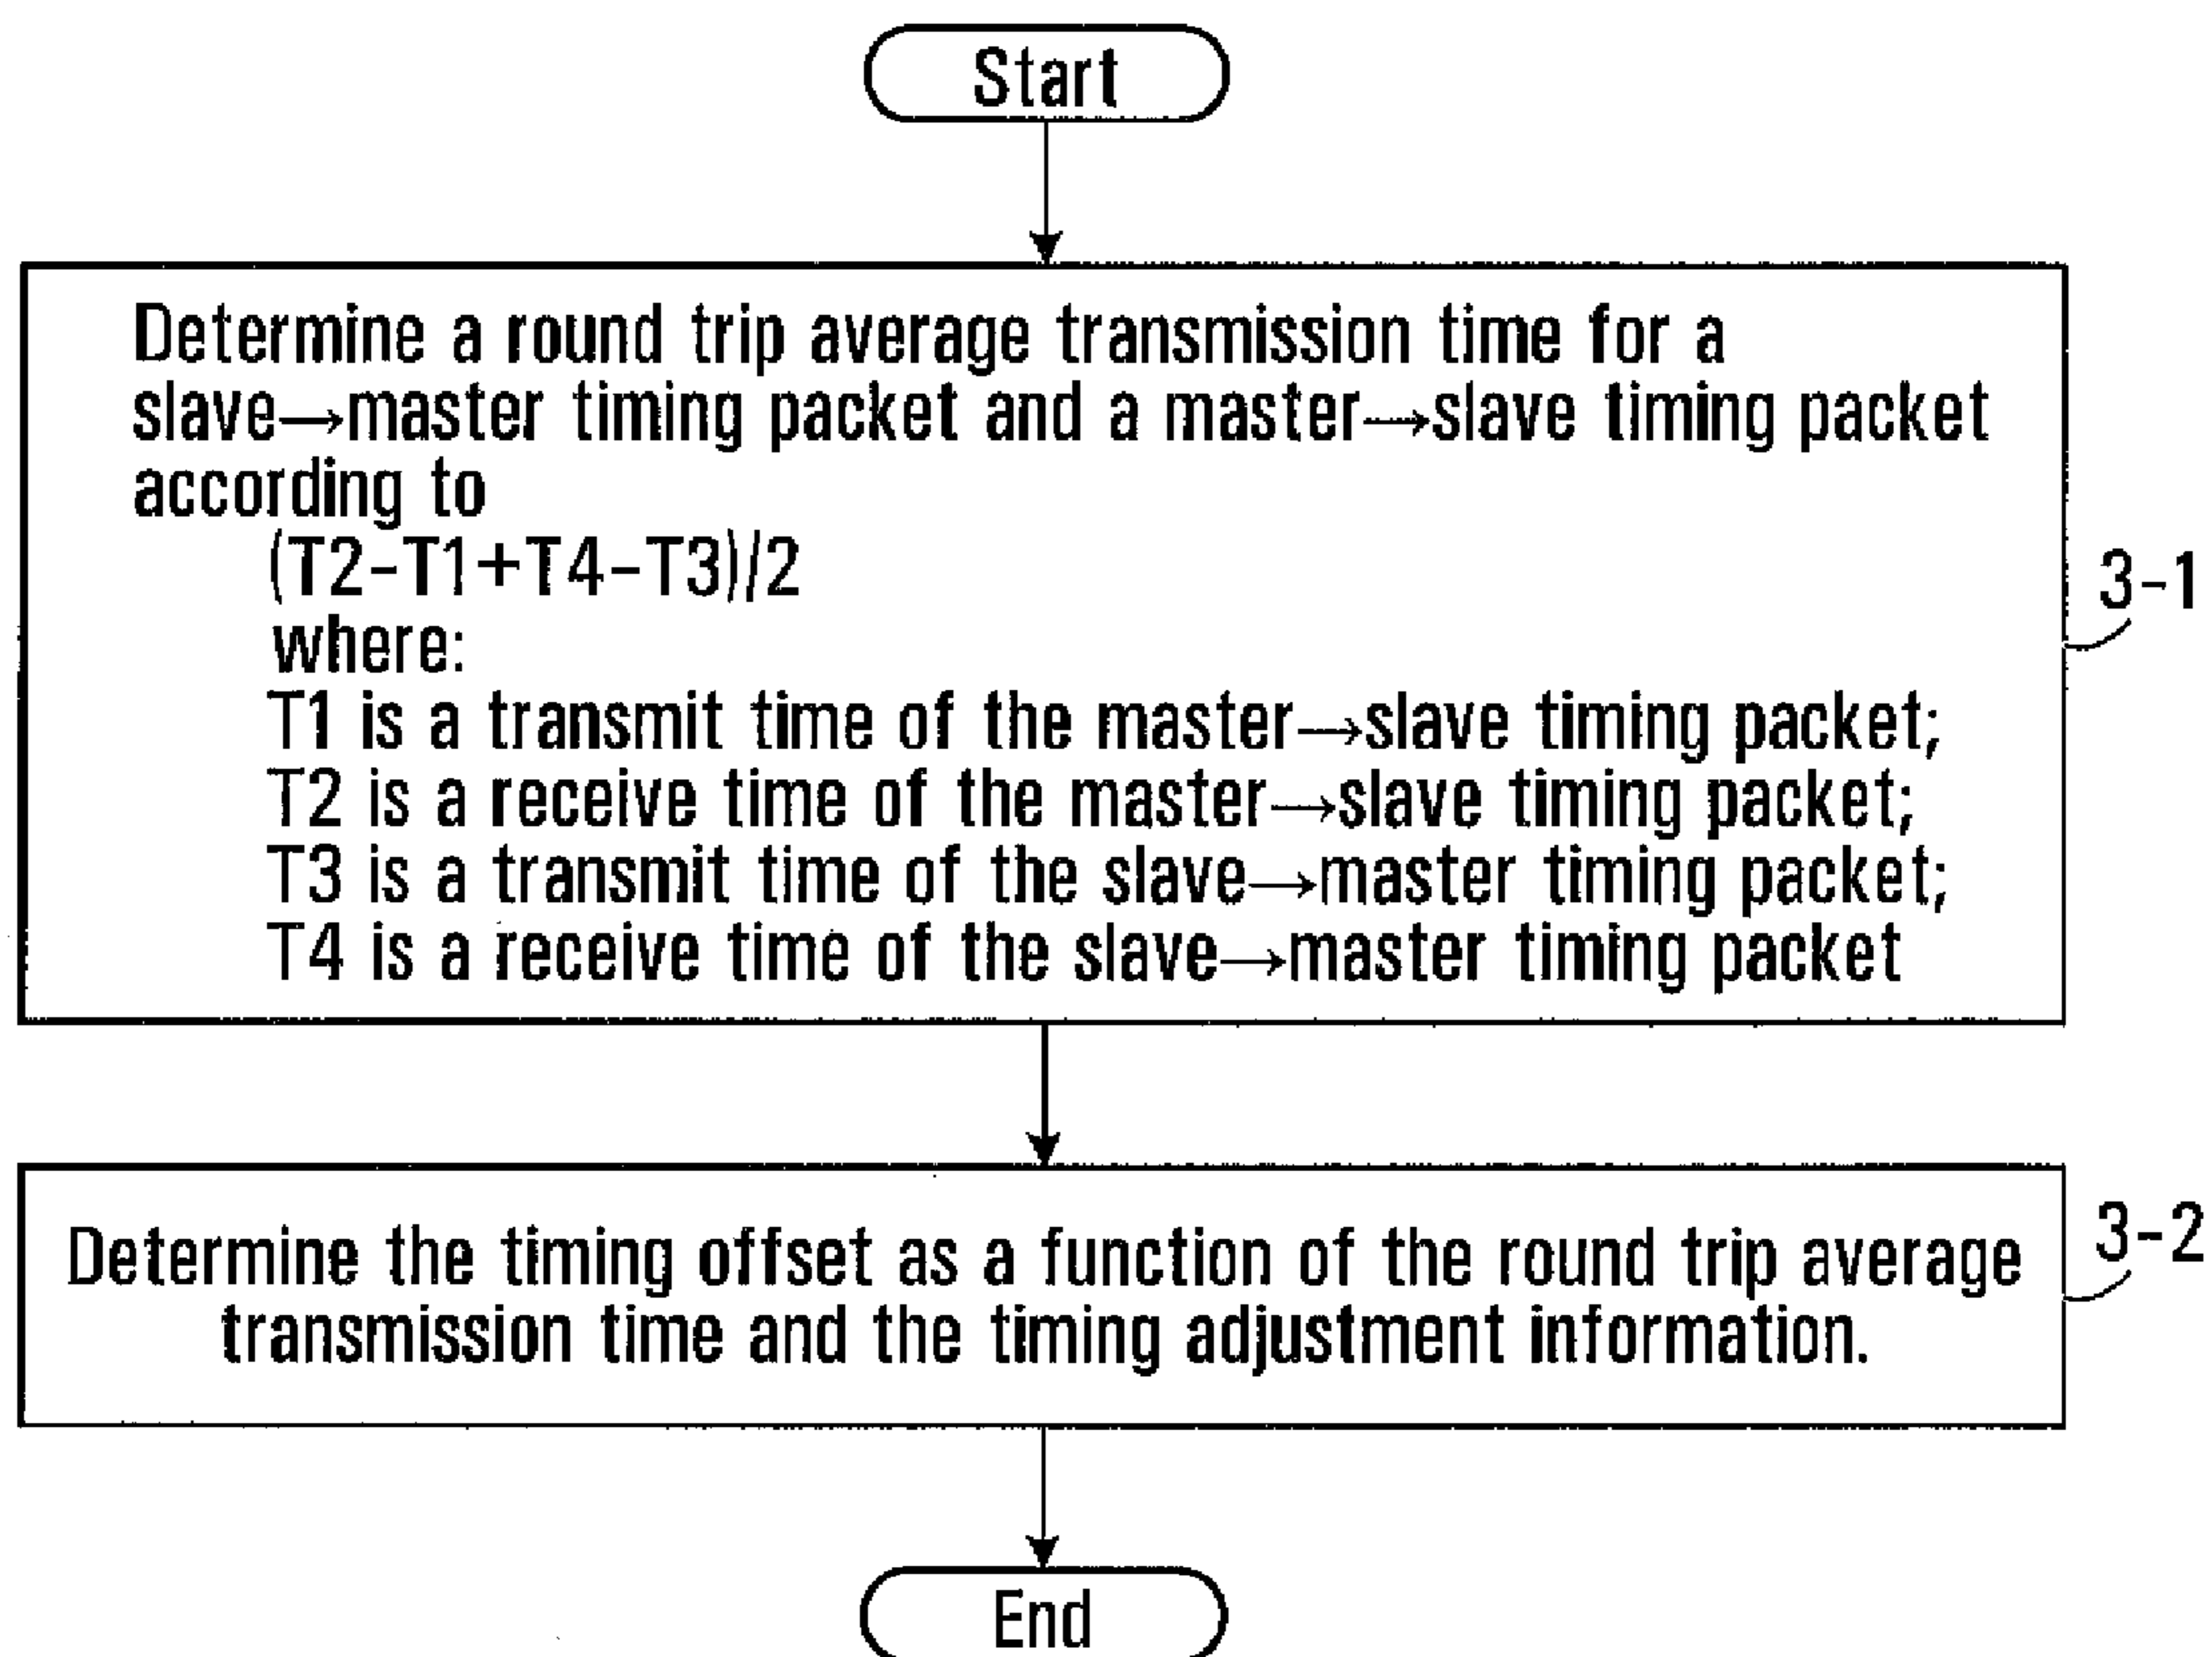 Start
Determine a round trip average transmission time for a
slave→master timing packet and a master→slave timing packet
according to
(T2-T1+T4-T3)/2
where:
T1 is a transmit time of the master→slave timing packet;
T2 is a receive time of the master→slave timing packet;
T3 is a transmit time of the slave→master timing packet;
T4 is a receive time of the slave→master timing packet
3-1
Determine the timing offset as a function of the round trip average
transmission time and the timing adjustment information.
3-2
End